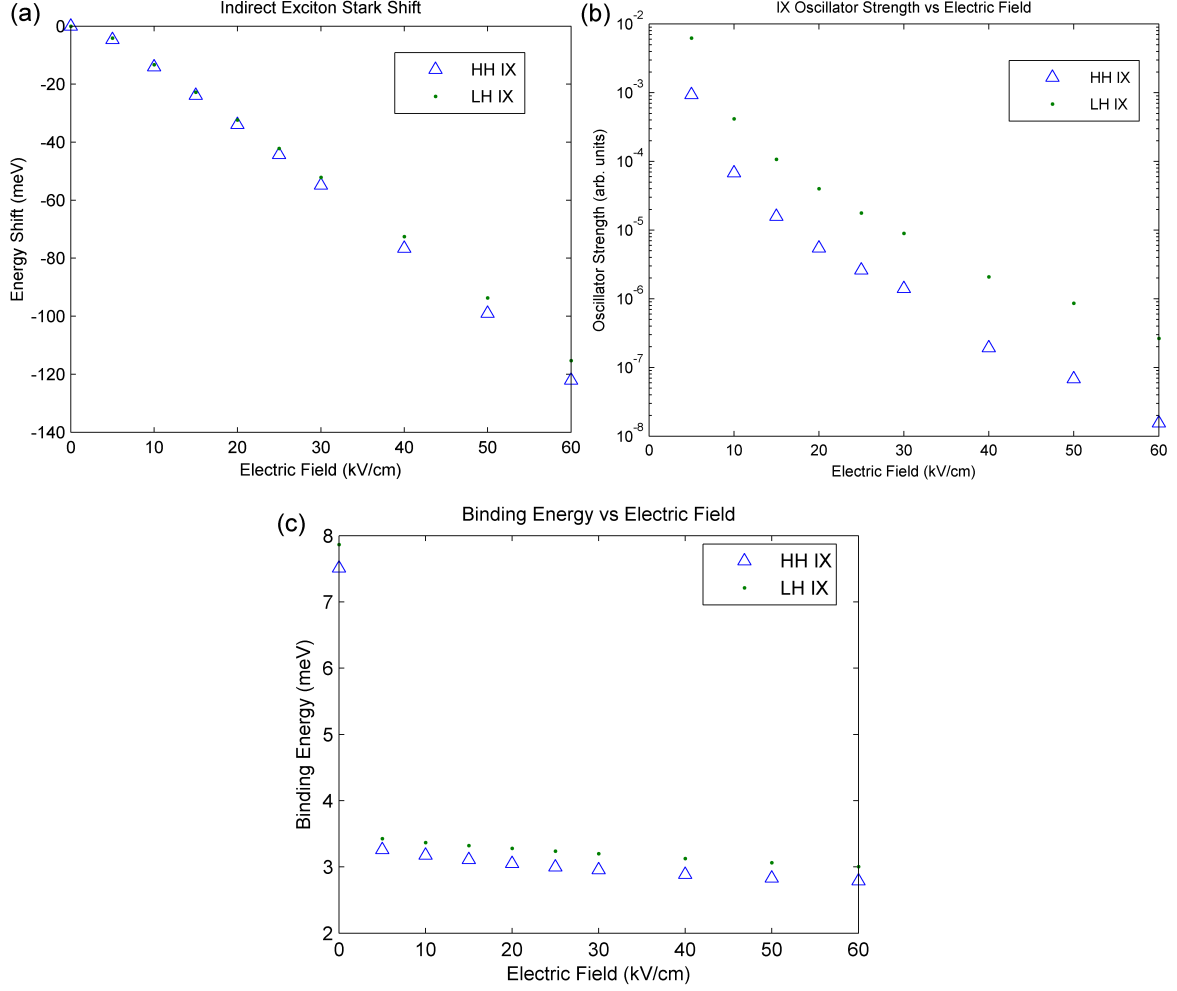 (a)
Indirect Exciton Stark Shift
0
-20
-40
-60
-80
-100
-120
-140
Energy Shift (meV)
HH IX
LH IX
0 10 20 30 40 50 60
Electric Field (kV/cm)
(b)
IX Oscillator Strength vs Electric Field
10^-2
10^-3
10^-4
10^-5
10^-6
10^-7
10^-8
Oscillator Strength (arb. units)
HH IX
LH IX
0 10 20 30 40 50 60
Electric Field (kV/cm)
(c)
Binding Energy vs Electric Field
8
7
6
5
4
3
2
Binding Energy (meV)
HH IX
LH IX
0 10 20 30 40 50 60
Electric Field (kV/cm)